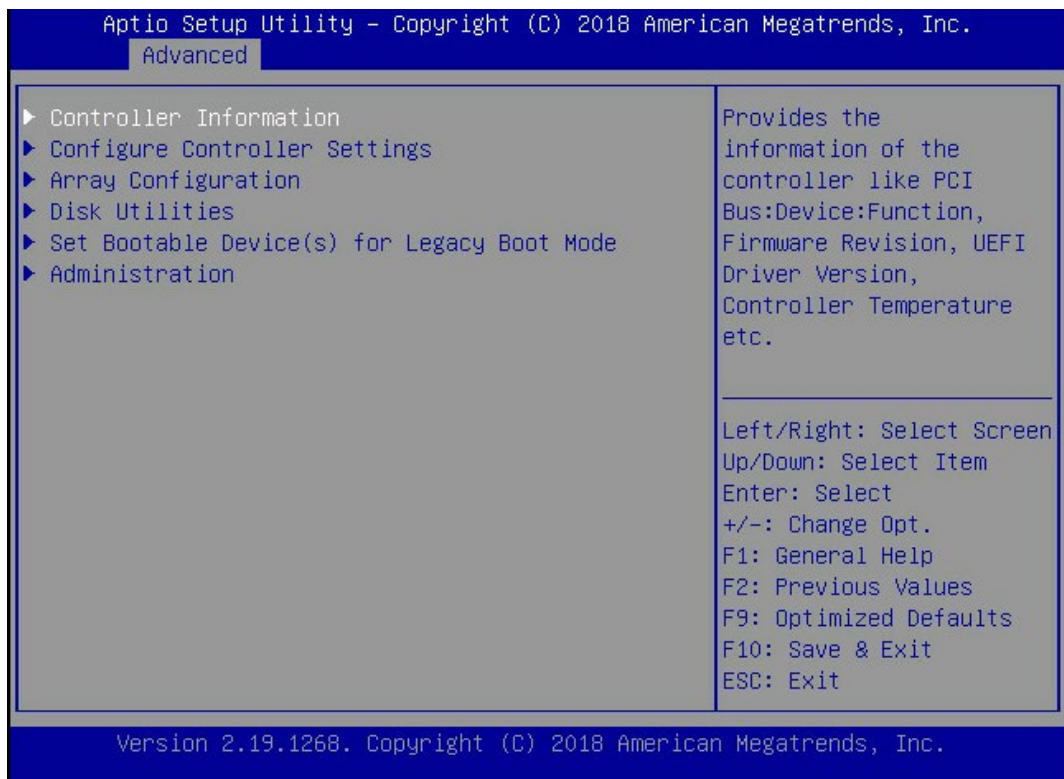 Aptio Setup Utility – Copyright (C) 2018 American Megatrends, Inc.
Advanced
▶ Controller Information
▶ Configure Controller Settings
▶ Array Configuration
▶ Disk Utilities
▶ Set Bootable Device(s) for Legacy Boot Mode
▶ Administration
Provides the
information of the
controller like PCI
Bus:Device:Function,
Firmware Revision, UEFI
Driver Version,
Controller Temperature
etc.
Left/Right: Select Screen
Up/Down: Select Item
Enter: Select
+/-: Change Opt.
F1: General Help
F2: Previous Values
F9: Optimized Defaults
F10: Save & Exit
ESC: Exit
Version 2.19.1268. Copyright (C) 2018 American Megatrends, Inc.